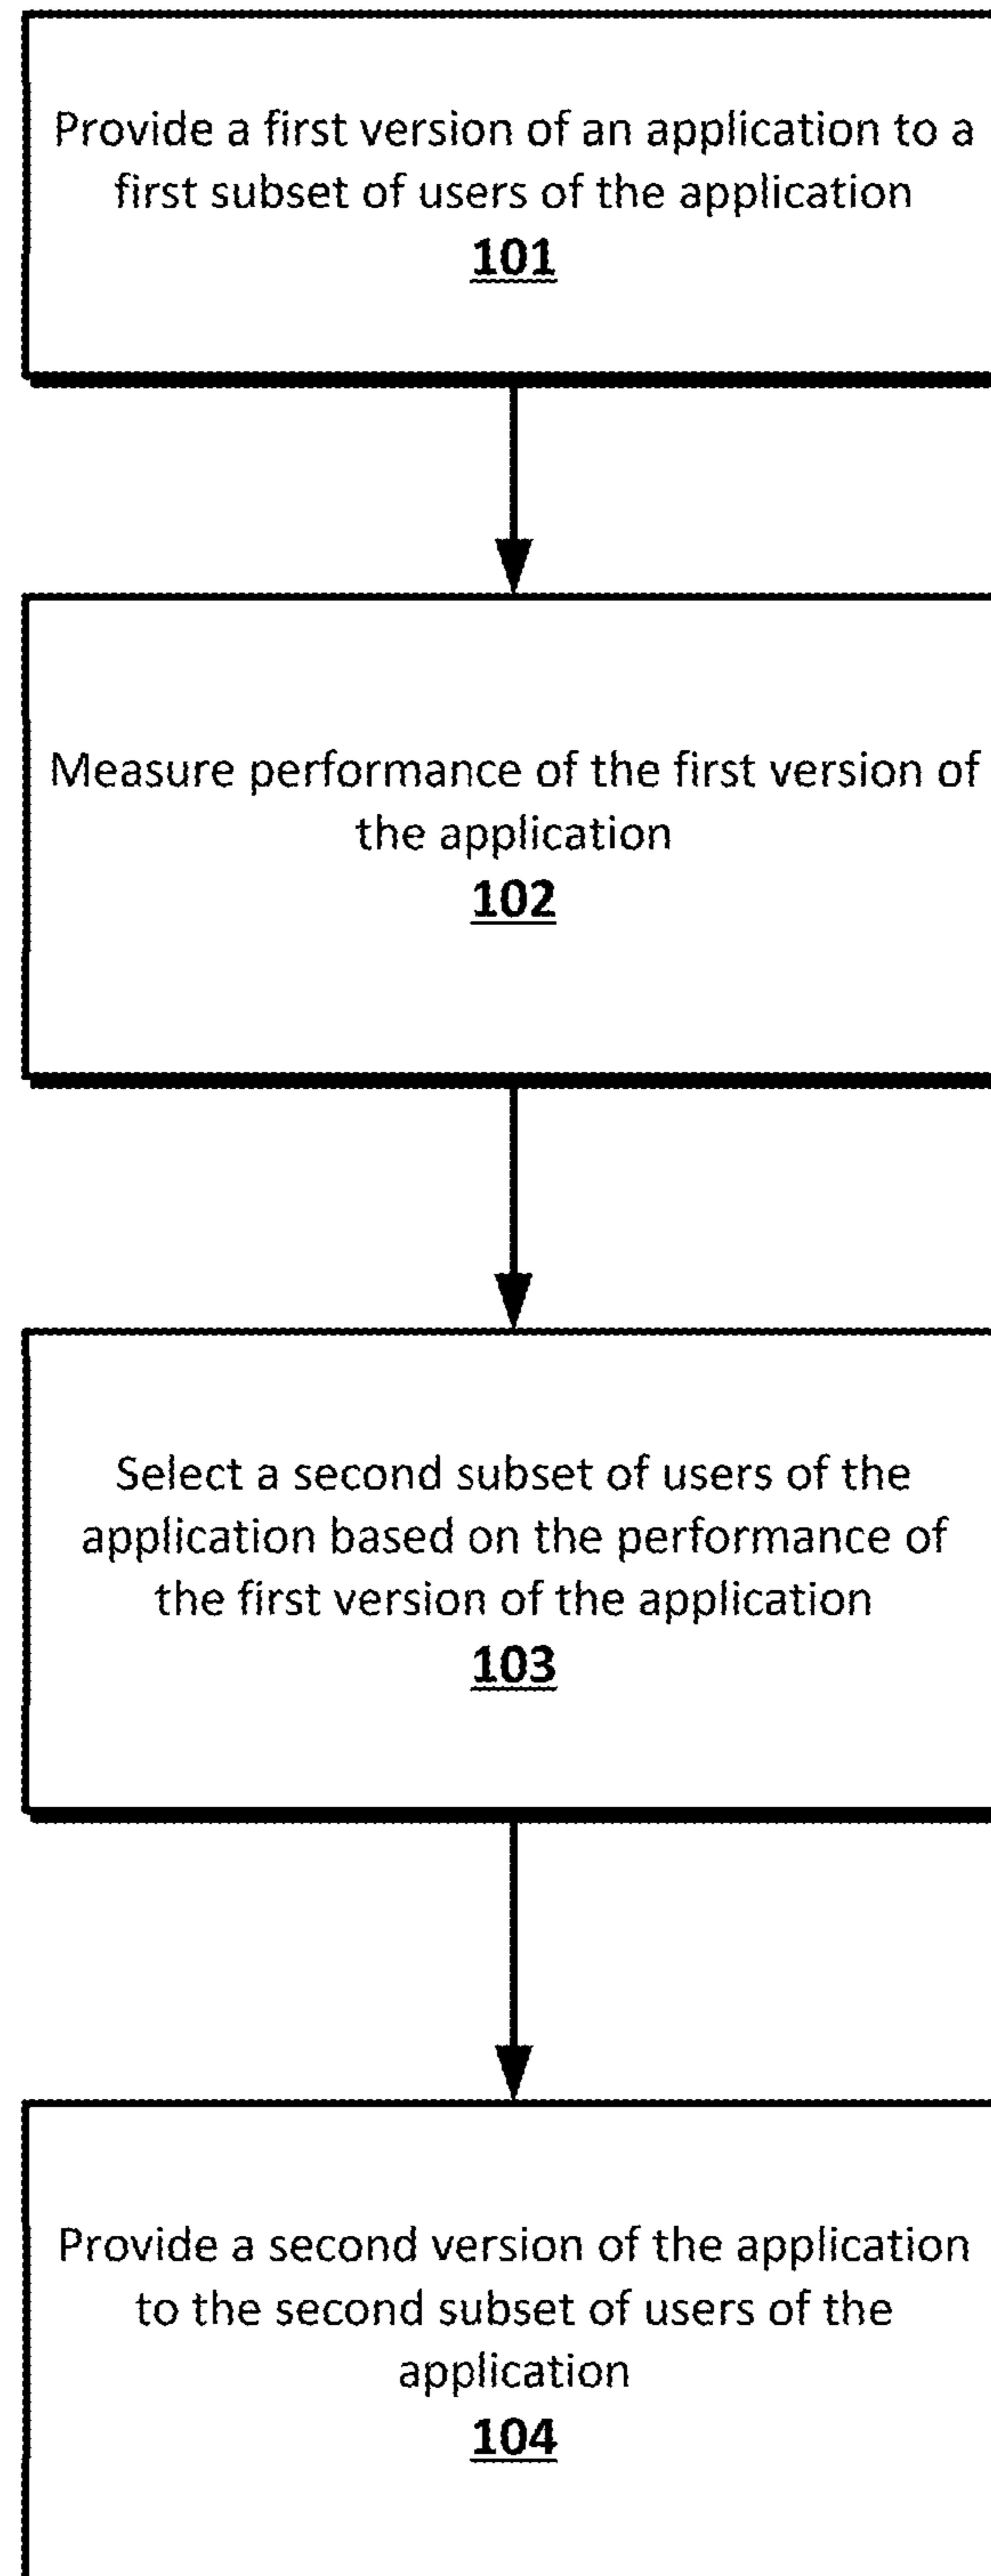 Provide a first version of an application to a
first subset of users of the application
101
Measure performance of the first version of
the application
102
Select a second subset of users of the
application based on the performance of
the first version of the application
103
Provide a second version of the application
to the second subset of users of the
application
104